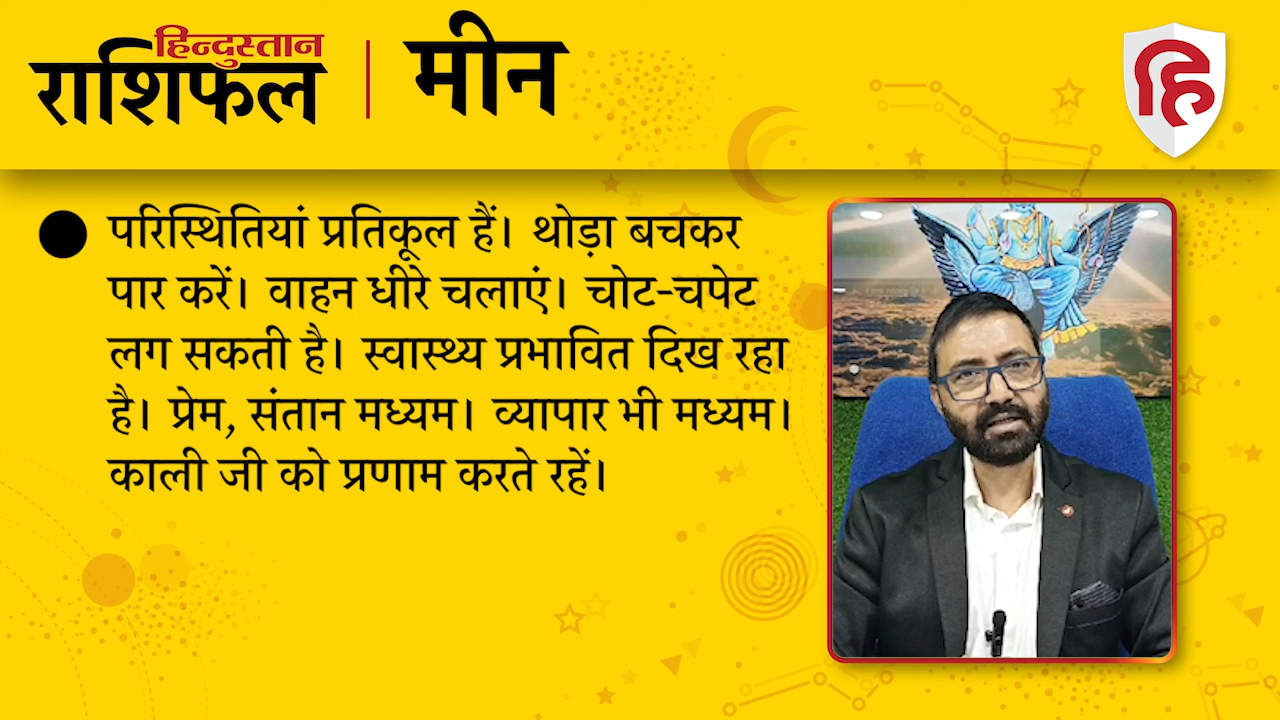 हिन्दुस्तान
राशिफल
मीन
हि
परिस्थितियां प्रतिकूल हैं। थोड़ा बचकर
पार करें। वाहन धीरे चलाएं। चोट-चपेट
लग सकती है। स्वास्थ्य प्रभावित दिख रहा
है। प्रेम, संतान मध्यम। व्यापार भी मध्यम।
काली जी को प्रणाम करते रहें।